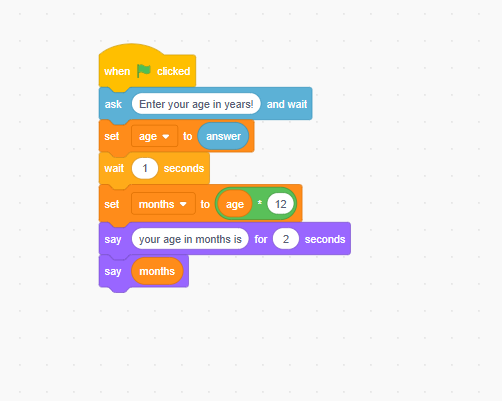 when clicked
ask Enter your age in years! and wait
set age to answer
wait 1 seconds
set months to age * 12
say your age in months is for 2 seconds
say months